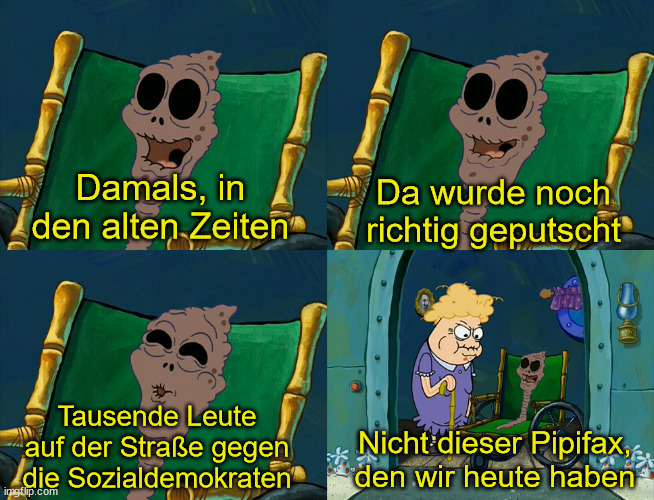 Damals, in
den alten Zeiten
Da wurde noch
richtig geputscht
Tausende Leute
auf der Straße gegen
die Sozialdemokraten
Nicht dieser Pipifax,
den wir heute haben
imgflip.com